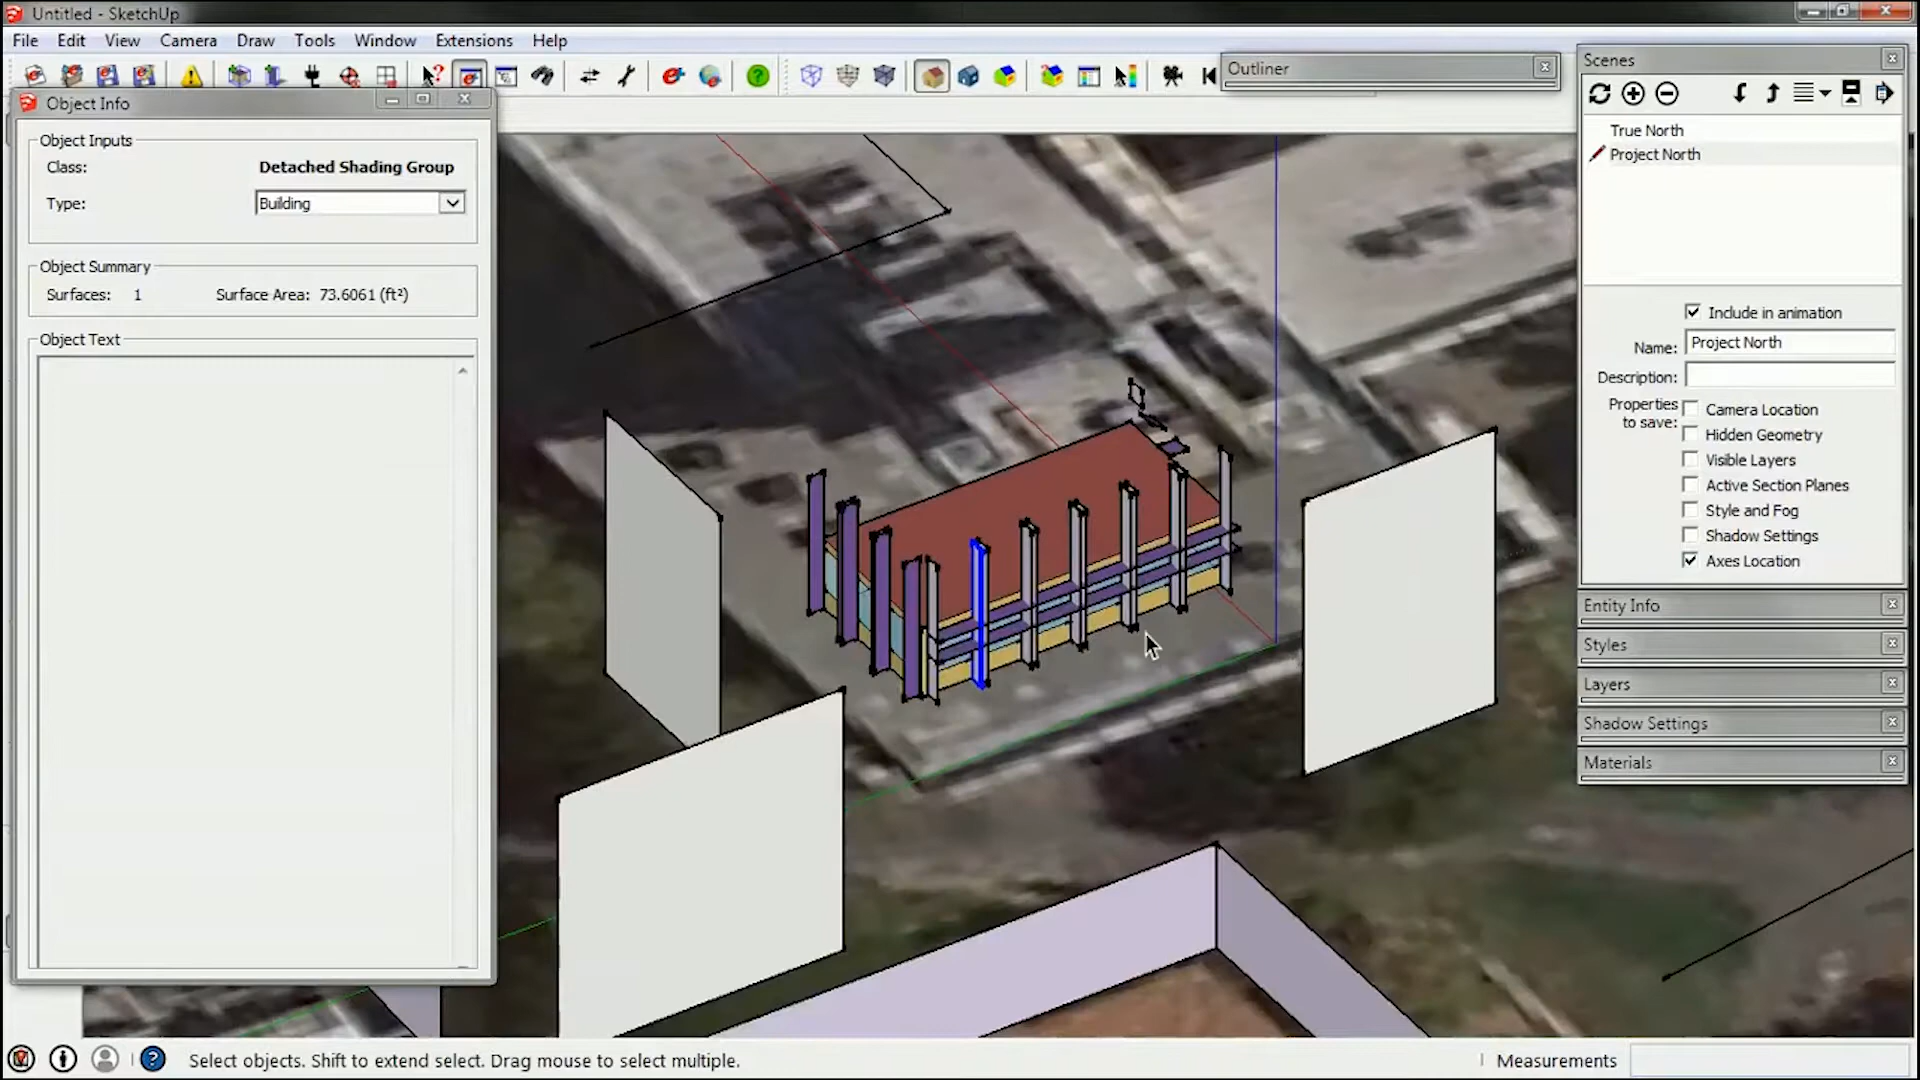 Untitled - SketchUp
File Edit View Camera Draw Tools Window Extensions Help
Object Info
Object Inputs
Class: Detached Shading Group
Type: Building
Object Summary
Surfaces: 1 Surface Area: 73.6061 (ft²)
Object Text
Outliner
Scenes
True North
Project North
Include in animation
Name: Project North
Description:
Properties to save:
Camera Location
Hidden Geometry
Visible Layers
Active Section Planes
Style and Fog
Shadow Settings
Axes Location
Entity Info
Styles
Layers
Shadow Settings
Materials
Select objects. Shift to extend select. Drag mouse to select multiple.
Measurements